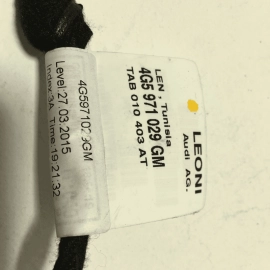 LEONI
Audi AG.
LEN , Tunisia
4G5 971 029 GM
TAB 010 403 AT
4G5971029GM
Level:27.03.2015
Index:3A, Time:19:21:32